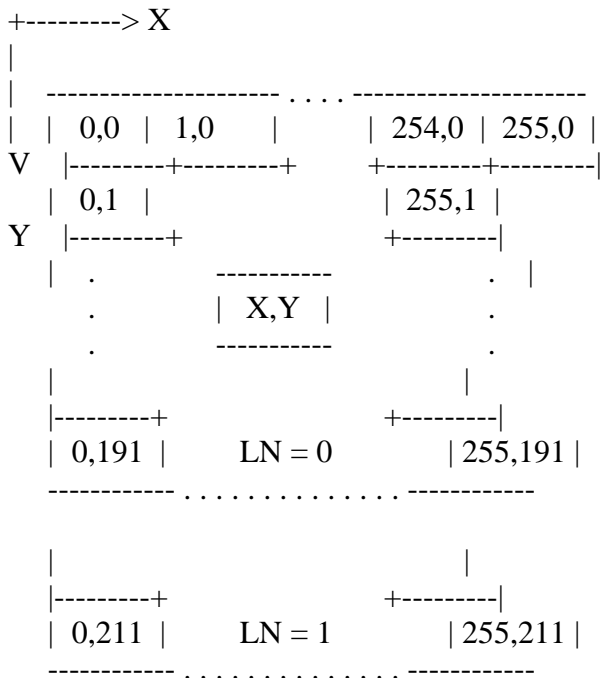 +---------> X
|
|    ---------------------- . . . . ----------------------
|   |   0,0   |   1,0       |         | 254,0 | 255,0 |
V    |---------+---------+         +---------+---------|
    |   0,1   |                         | 255,1 |
Y    |---------+                      +---------|
    |    .             -----------                .    |
         .            |   X,Y   |                 .
         .             -----------                .
    |                                         |
    |---------+                      +---------|
    |  0,191  |        LN = 0            | 255,191 |
    ------------ . . . . . . . . . . . . . . ------------
    |                                         |
    |---------+                      +---------|
    |  0,211  |        LN = 1            | 255,211 |
    ------------ . . . . . . . . . . . . . . ------------